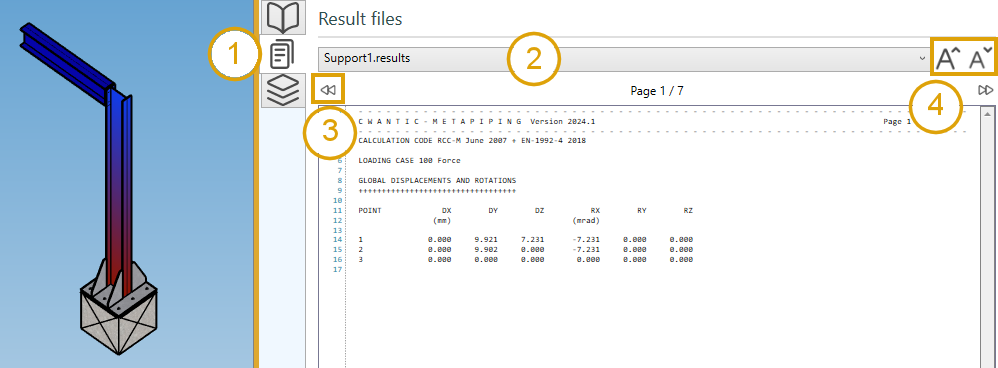 Result files
1
Support1.results
2
A A
Page 1 / 7
3
4
C W A N T I C - M E T A P I P I N G Version 2024.1 Page 1
CALCULATION CODE RCC-M June 2007 + EN-1992-4 2018
6 LOADING CASE 100 Force
7
8 GLOBAL DISPLACEMENTS AND ROTATIONS
9 ++++++++++++++++++++++++++++++++++
10
11 POINT DX DY DZ RX RY RZ
12 (mm) (mrad)
13
14 1 0.000 9.921 7.231 -7.231 0.000 0.000
15 2 0.000 9.902 0.000 -7.231 0.000 0.000
16 3 0.000 0.000 0.000 0.000 0.000 0.000
17